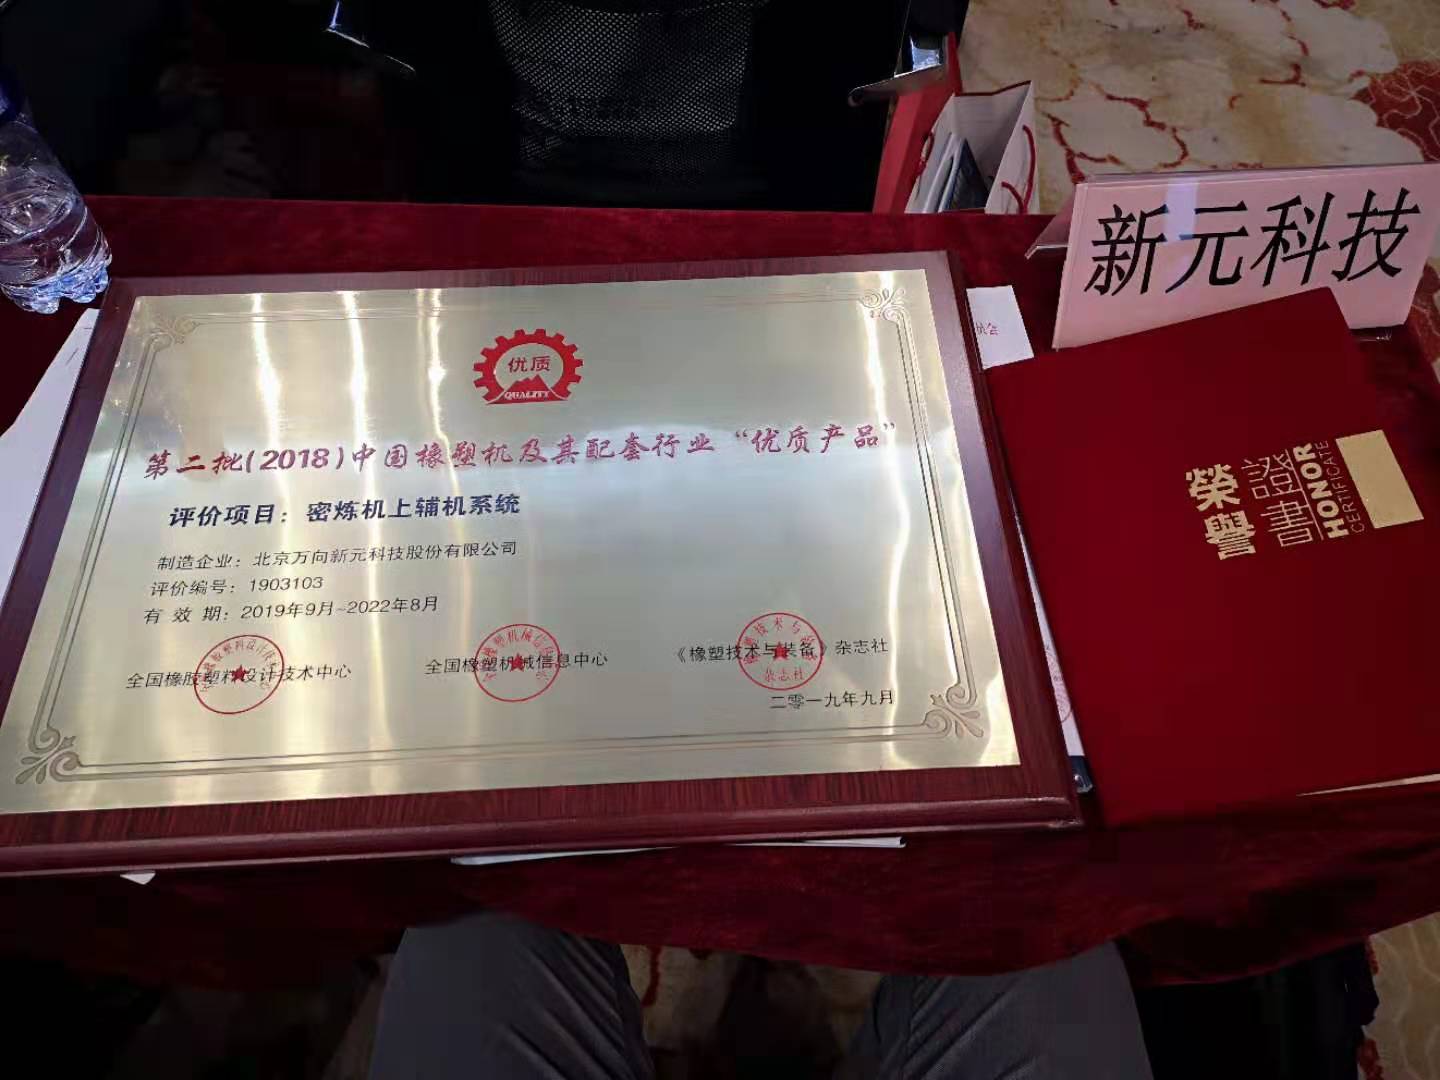 新元科技
优质
QUALITY
第二批(2018)中国橡塑机及其配套行业“优质产品”
评价项目：密炼机上辅机系统
制造企业：北京万向新元科技股份有限公司
评价编号：1903103
有 效 期：2019年9月-2022年8月
全国橡胶塑料设计技术中心
全国橡塑机械信息中心
《橡塑技术与装备》杂志社
杂志社
二零一九年九月
榮譽
證書
HONOR
CERTIFICATE